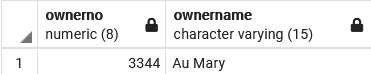 ownerno ownername
numeric (8) character varying (15)
1 3344 Au Mary